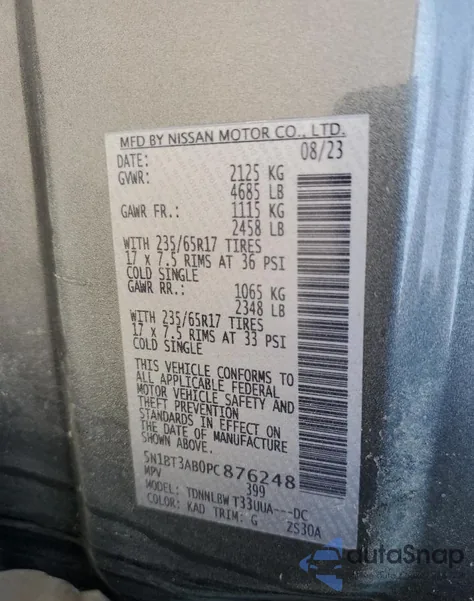 MFD BY NISSAN MOTOR CO., LTD.
DATE: 08/23
GVWR: 2125 KG
4685 LB
GAWR FR.: 1115 KG
2458 LB
WITH 235/65R17 TIRES
17 x 7.5 RIMS AT 36 PSI
COLD SINGLE
GAWR RR.: 1065 KG
2348 LB
WITH 235/65R17 TIRES
17 x 7.5 RIMS AT 33 PSI
COLD SINGLE
THIS VEHICLE CONFORMS TO
ALL APPLICABLE FEDERAL
MOTOR VEHICLE SAFETY AND
THEFT PREVENTION
STANDARDS IN EFFECT ON
THE DATE OF MANUFACTURE
SHOWN ABOVE.
5N1BT3AB0PC876248
MPV 399
MODEL: TDNNLBW T33UUA---DC
COLOR: KAD TRIM: G 2S30A
autoSnap